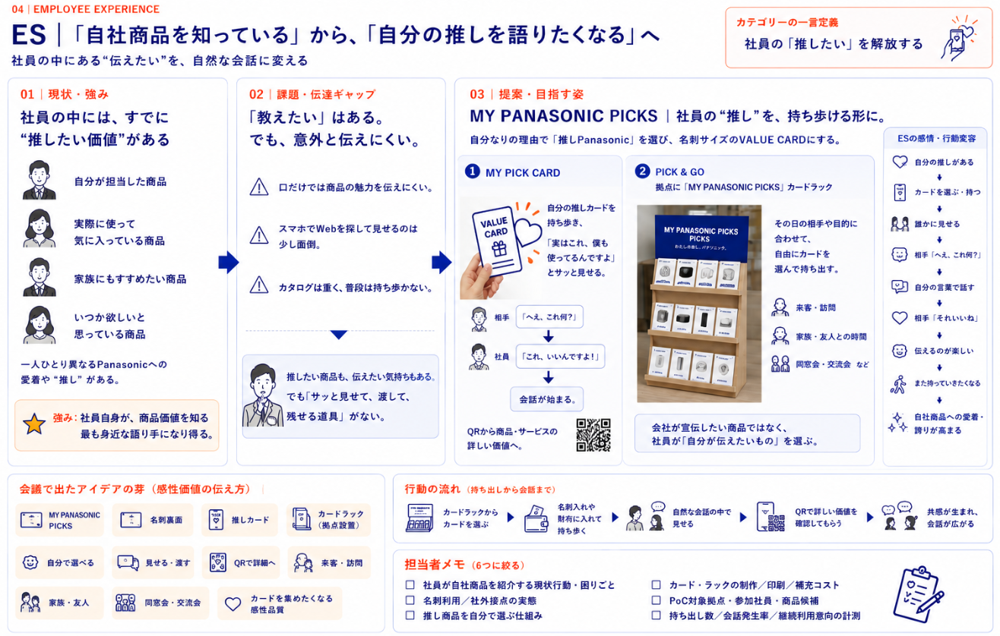 04 | EMPLOYEE EXPERIENCE
ES |「自社商品を知っている」から、「自分の推しを語りたくなる」へ
社員の中にある“伝えたい”を、自然な会話に変える
カテゴリーの一言定義
社員の「推したい」を解放する
01 | 現状・強み
社員の中には、すでに
“推したい価値”がある
自分が担当した商品
実際に使って
気に入っている商品
家族にもすすめたい商品
いつか欲しいと
思っている商品
一人ひとり異なるPanasonicへの
愛着や “推し” がある。
強み: 社員自身が、商品価値を知る
最も身近な語り手になり得る。
02 | 課題・伝達ギャップ
「教えたい」はある。
でも、意外と伝えにくい。
口だけでは商品の魅力を伝えにくい。
スマホでWebを探して見せるのは
少し面倒。
カタログは重く、普段は持ち歩かない。
推したい商品も、伝えたい気持ちもある。
でも「サッと見せて、渡して、
残せる道具」がない。
03 | 提案・目指す姿
MY PANASONIC PICKS | 社員の “推し” を、持ち歩ける形に。
自分なりの理由で「推しPanasonic」を選び、名刺サイズのVALUE CARDにする。
1 MY PICK CARD
VALUE
CARD
自分の推しカードを
持ち歩き、
「実はこれ、僕も
使ってるんですよ」
とサッと見せる。
相手
「へえ、これ何?」
社員
「これ、いいんですよ!」
会話が始まる。
QRから商品・サービスの
詳しい価値へ。
2 PICK & GO
拠点に「MY PANASONIC PICKS」カードラック
MY PANASONIC PICKS
PICKS
その日の相手や目的に
合わせて、
自由にカードを
選んで持ち出す。
来客・訪問
家族・友人との時間
同窓会・交流会 など
会社が宣伝したい商品ではなく、
社員が「自分が伝えたいもの」を選ぶ。
ESの感情・行動変容
自分の推しがある
カードを選ぶ・持つ
誰かに見せる
相手「へえ、これ何?」
自分の言葉で話す
相手「それいいね」
伝えるのが楽しい
また持っていきたくなる
自社商品への愛着・
誇りが高まる
会議で出たアイデアの芽(感性価値の伝え方)
MY PANASONIC
PICKS
名刺裏面
推しカード
カードラック
(拠点設置)
自分で選べる
見せる・渡す
QRで詳細へ
来客・訪問
家族・友人
同窓会・交流会
カードを集めたくなる
感性品質
行動の流れ(持ち出しから会話まで)
カードラックから
カードを選ぶ
名刺入れや
財布に入れて
持ち歩く
自然な会話の中で
見せる
QRで詳しい価値を
確認してもらう
共感が生まれ、
会話が広がる
担当者メモ(6つに絞る)
社員が自社商品を紹介する現状行動・困りごと
名刺利用/社外接点の実態
推し商品を自分で選ぶ仕組み
カード・ラックの制作/印刷/補充コスト
PoC対象拠点・参加社員・商品候補
持ち出し数/会話発生率/継続利用意向の計測